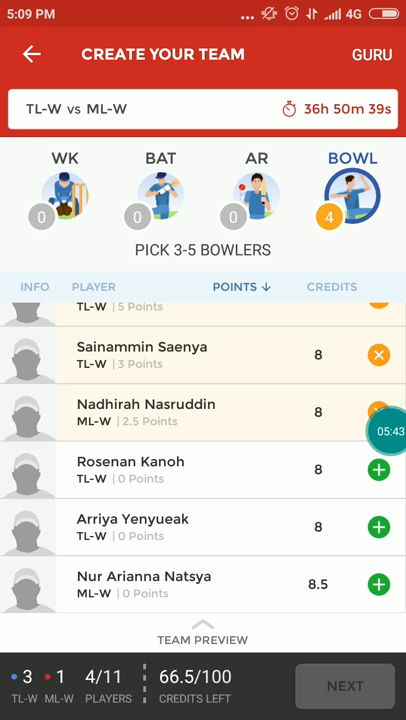 5:09 PM ... 4G
CREATE YOUR TEAM GURU
TL-W vs ML-W 36h 50m 39s
WK BAT AR BOWL
0 0 0 4
PICK 3-5 BOWLERS
INFO PLAYER POINTS ↓ CREDITS
TL-W | 5 Points
Sainammin Saenya
TL-W | 3 Points
8
Nadhirah Nasruddin
ML-W | 2.5 Points
8
05:43
Rosenan Kanoh
TL-W | 0 Points
8
Arriya Yenyueak
TL-W | 0 Points
8
Nur Arianna Natsya
ML-W | 0 Points
8.5
TEAM PREVIEW
3 1 4/11 66.5/100
TL-W ML-W PLAYERS CREDITS LEFT
NEXT